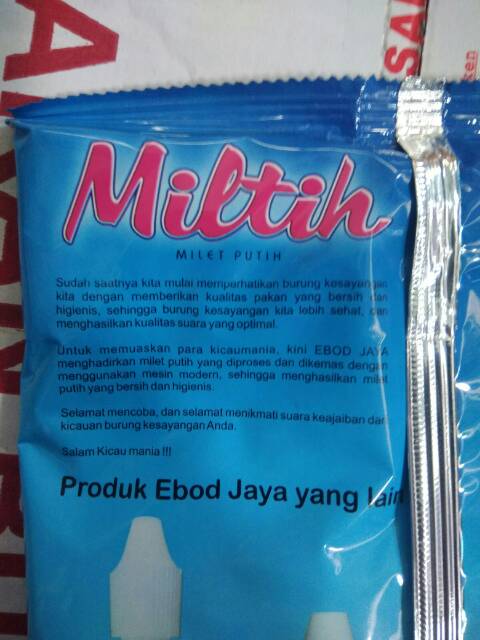 Miltih
MILET PUTIH
Sudah saatnya kita mulai memperhatikan burung kesayangan
kita dengan memberikan kualitas pakan yang bersih dan
higienis, sehingga burung kesayangan kita lebih sehat, dan
menghasilkan kualitas suara yang optimal.
Untuk memuaskan para kicaumania, kini EBOD JAYA
menghadirkan milet putih yang diproses dan dikemas dengan
menggunakan mesin modern, sehingga menghasilkan milet
putih yang bersih dan higienis.
Selamat mencoba, dan selamat menikmati suara keajaiban dari
kicauan burung kesayangan Anda.
Salam Kicau mania !!!
Produk Ebod Jaya yang lain
SA